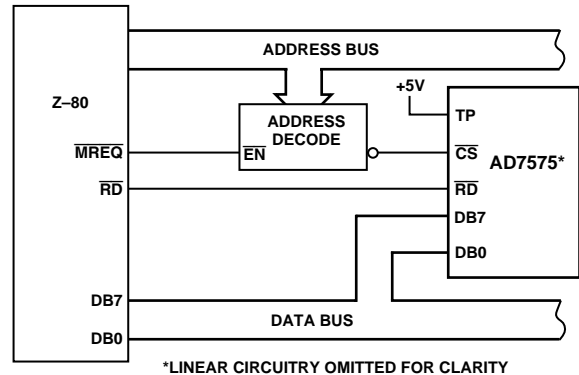 ADDRESS BUS
+5V
Z–80
TP
ADDRESS
DECODE
MREQ
EN
CS
AD7575*
RD
RD
DB7
DB0
DB7
DATA BUS
DB0
*LINEAR CIRCUITRY OMITTED FOR CLARITY